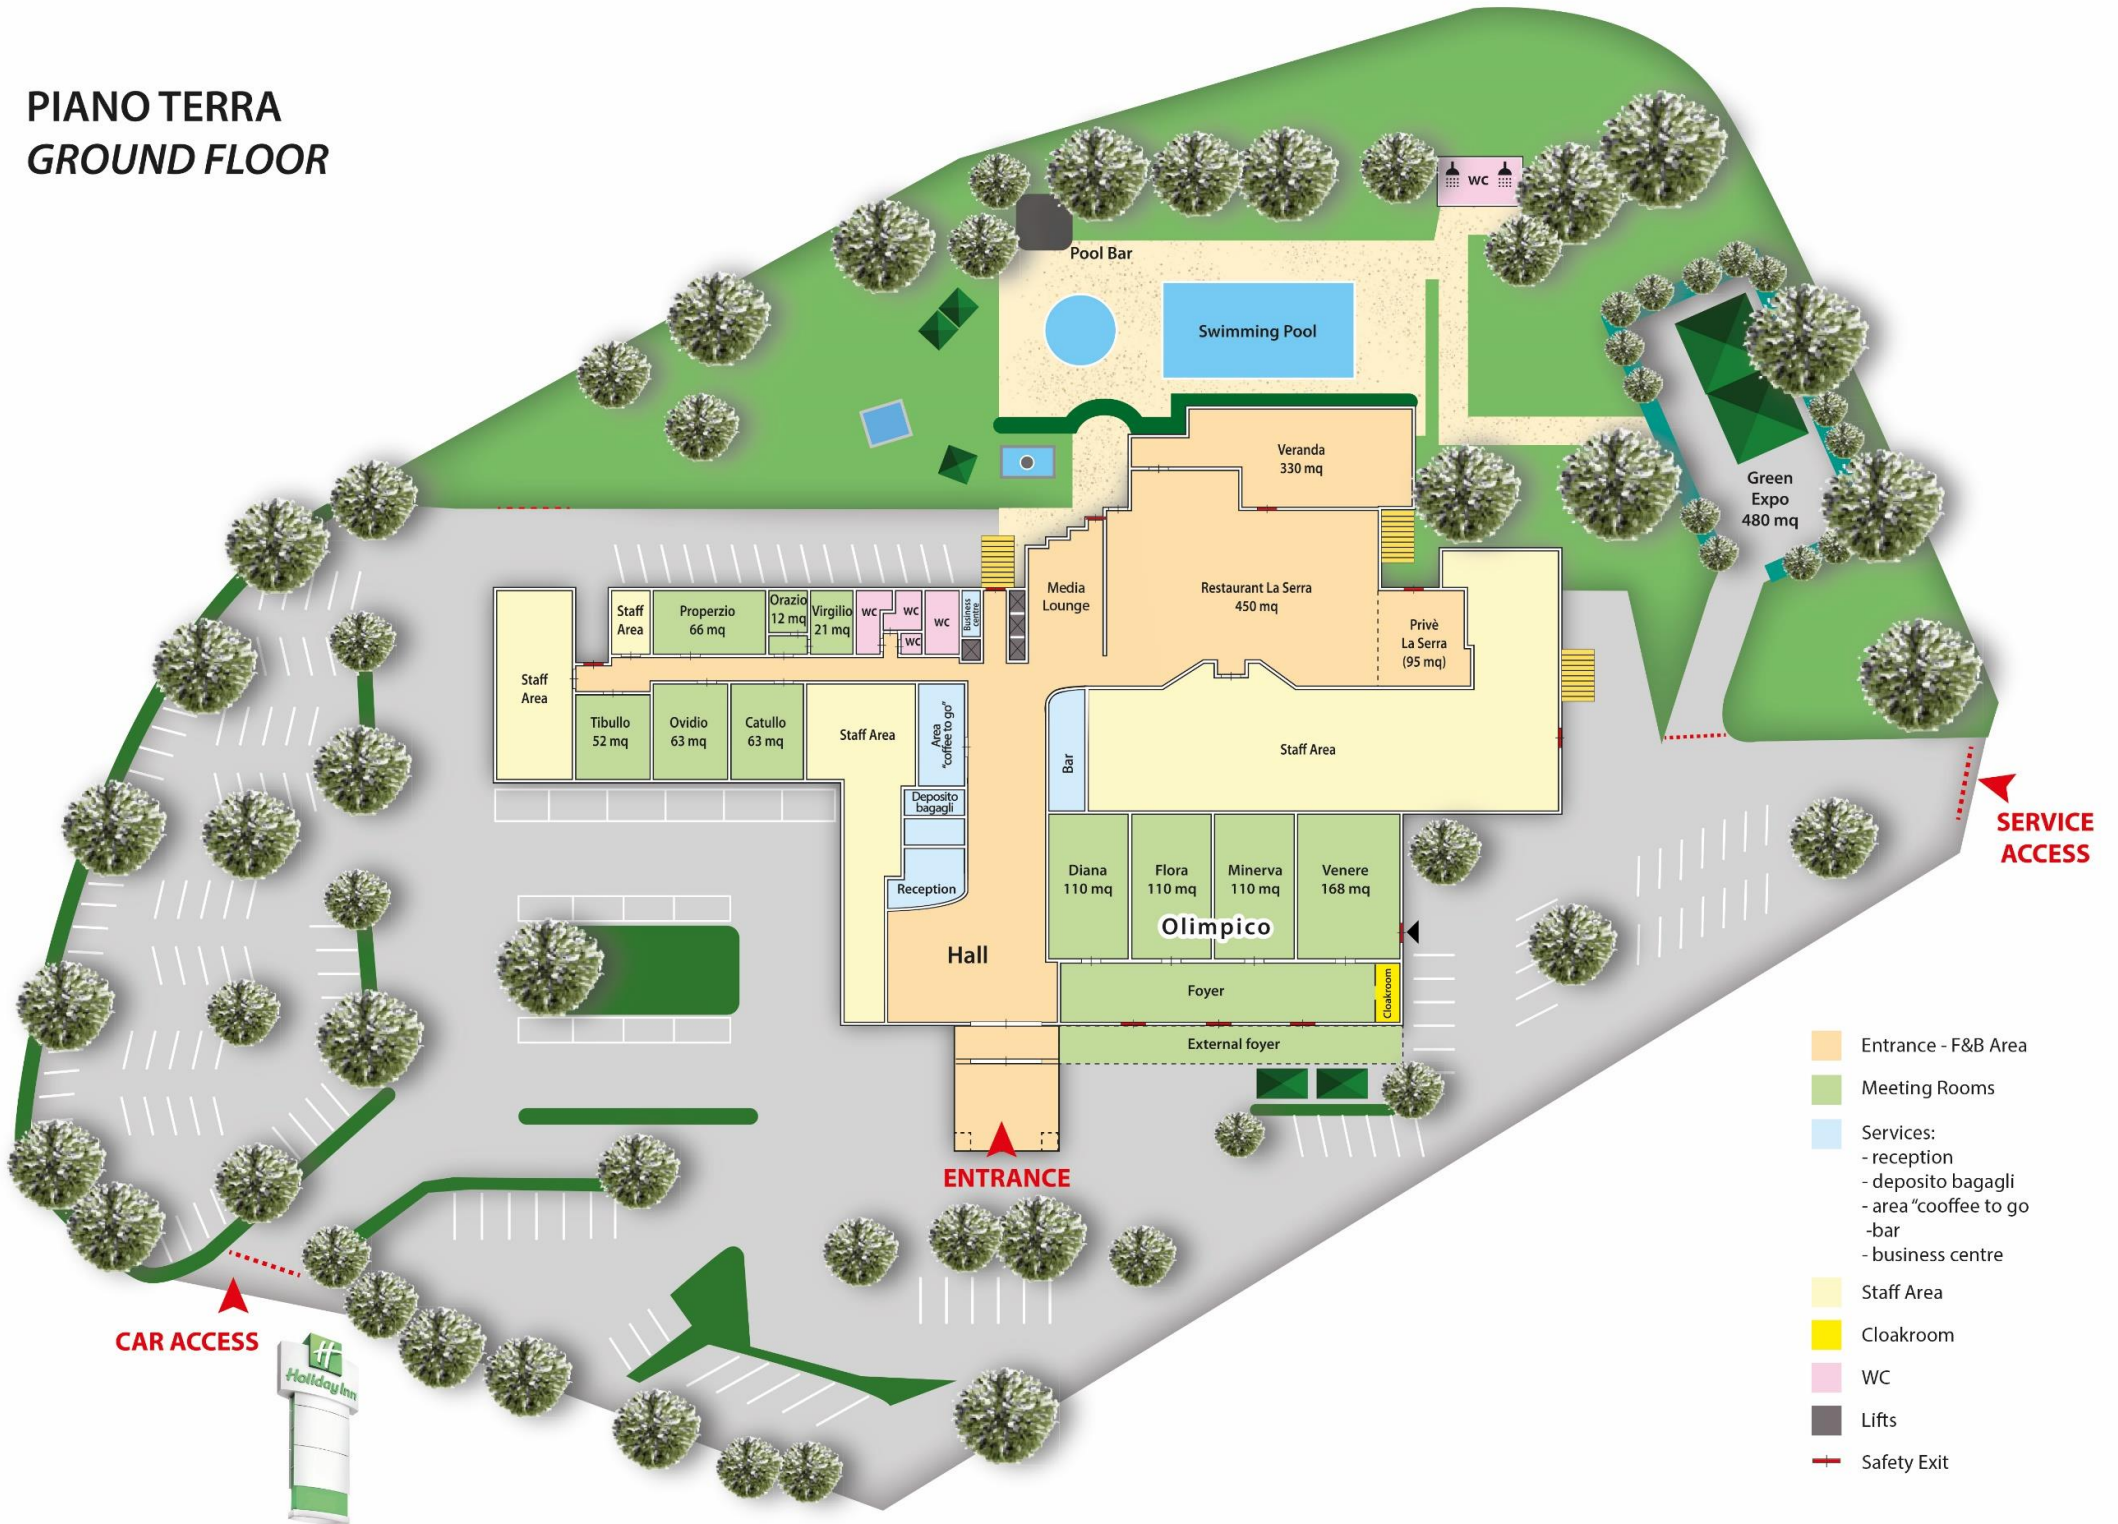 PIANO TERRA
GROUND FLOOR
wc
Pool Bar
Swimming Pool
Veranda
330 mq
Green
Expo
480 mq
Media
Lounge
Restaurant La Serra
450 mq
Privè
La Serra
(95 mq)
Staff
Area
Staff
Area
Properzio
66 mq
Orazio
12 mq
Virgilio
21 mq
wc
wc
wc
wc
Business
centre
Tibullo
52 mq
Ovidio
63 mq
Catullo
63 mq
Staff Area
Area
"coffee to go"
Bar
Staff Area
Deposito
bagagli
Reception
Hall
Diana
110 mq
Flora
110 mq
Minerva
110 mq
Venere
168 mq
Olimpico
Foyer
Cloakroom
External foyer
ENTRANCE
SERVICE
ACCESS
CAR ACCESS
H
Holiday Inn
Entrance - F&B Area
Meeting Rooms
Services:
- reception
- deposito bagagli
- area "cooffee to go
-bar
- business centre
Staff Area
Cloakroom
WC
Lifts
Safety Exit